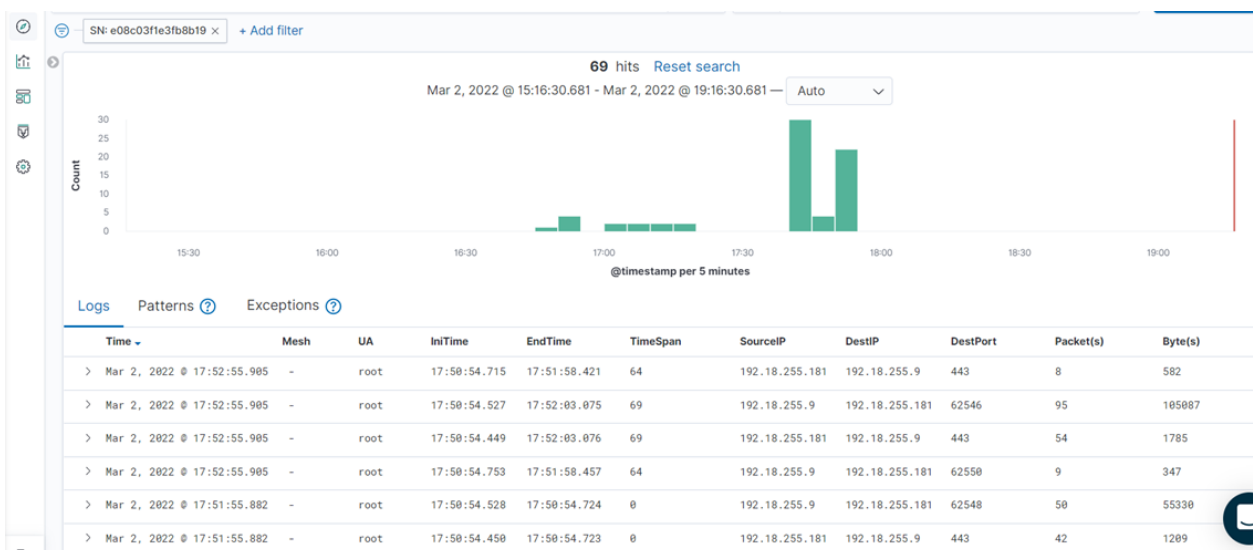 SN: e08c03f1e3fb8b19 × + Add filter
69 hits Reset search
Mar 2, 2022 @ 15:16:30.681 - Mar 2, 2022 @ 19:16:30.681 — Auto
30
25
20
15
10
5
0
Count
15:30 16:00 16:30 17:00 17:30 18:00 18:30 19:00
@timestamp per 5 minutes
Logs Patterns ? Exceptions ?
Time Mesh UA IniTime EndTime TimeSpan SourceIP DestIP DestPort Packet(s) Byte(s)
> Mar 2, 2022 @ 17:52:55.905 - root 17:50:54.715 17:51:58.421 64 192.18.255.181 192.18.255.9 443 8 582
> Mar 2, 2022 @ 17:52:55.905 - root 17:50:54.527 17:52:03.075 69 192.18.255.9 192.18.255.181 62546 95 105087
> Mar 2, 2022 @ 17:52:55.905 - root 17:50:54.449 17:52:03.076 69 192.18.255.181 192.18.255.9 443 54 1785
> Mar 2, 2022 @ 17:52:55.905 - root 17:50:54.753 17:51:58.457 64 192.18.255.9 192.18.255.181 62550 9 347
> Mar 2, 2022 @ 17:51:55.882 - root 17:50:54.528 17:50:54.724 0 192.18.255.9 192.18.255.181 62548 50 55330
> Mar 2, 2022 @ 17:51:55.882 - root 17:50:54.450 17:50:54.723 0 192.18.255.181 192.18.255.9 443 42 1209